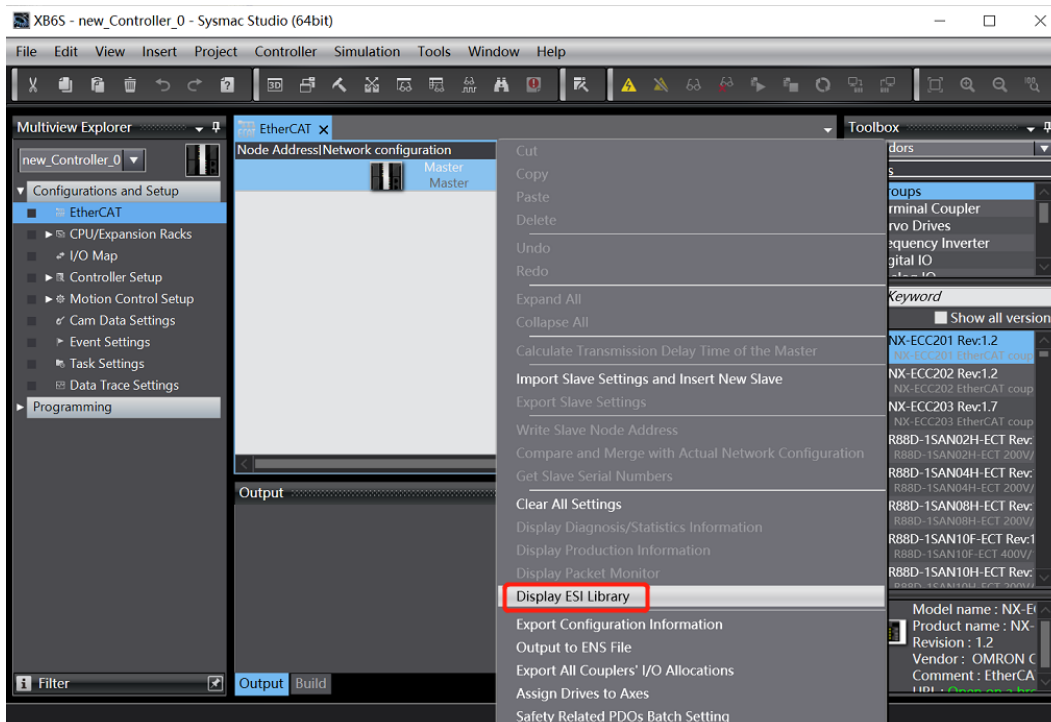 XB6S - new_Controller_0 - Sysmac Studio (64bit)
File Edit View Insert Project Controller Simulation Tools Window Help
Multiview Explorer
new_Controller_0
Configurations and Setup
EtherCAT
CPU/Expansion Racks
I/O Map
Controller Setup
Motion Control Setup
Cam Data Settings
Event Settings
Task Settings
Data Trace Settings
Programming
Filter
EtherCAT
Node Address|Network configuration
Master
Master
Output
Output Build
Cut
Copy
Paste
Delete
Undo
Redo
Expand All
Collapse All
Calculate Transmission Delay Time of the Master
Import Slave Settings and Insert New Slave
Export Slave Settings
Write Slave Node Address
Compare and Merge with Actual Network Configuration
Get Slave Serial Numbers
Clear All Settings
Display Diagnosis/Statistics Information
Display Production Information
Display Packet Monitor
Display ESI Library
Export Configuration Information
Output to ENS File
Export All Couplers' I/O Allocations
Assign Drives to Axes
Safety Related PDOs Batch Setting
Toolbox
dors
s
roups
rminal Coupler
rvo Drives
equency Inverter
gital IO
Keyword
Show all version
NX-ECC201 Rev:1.2
NX-ECC201 EtherCAT coup
NX-ECC202 Rev:1.2
NX-ECC202 EtherCAT coup
NX-ECC203 Rev:1.7
NX-ECC203 EtherCAT coup
R88D-1SAN02H-ECT Rev:
R88D-1SAN02H-ECT 200V/
R88D-1SAN04H-ECT Rev:
R88D-1SAN04H-ECT 200V/
R88D-1SAN08H-ECT Rev:
R88D-1SAN08H-ECT 200V/
R88D-1SAN10F-ECT Rev:1
R88D-1SAN10F-ECT 400V/
R88D-1SAN10H-ECT Rev:
R88D-1SAN10H-ECT 200V/
Model name : NX-E
Product name : NX-
Revision : 1.2
Vendor : OMRON C
Comment : EtherCA
URL : Open on a bro